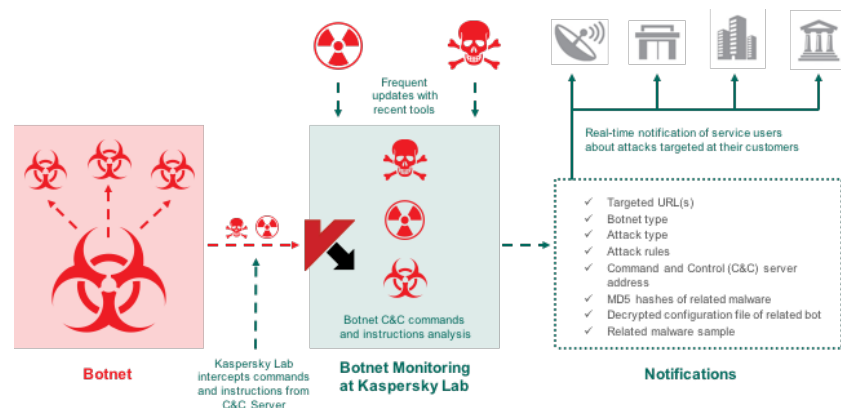 Frequent
updates with
recent tools
Real-time notification of service users
about attacks targeted at their customers
Targeted URL(s)
Botnet type
Attack type
Attack rules
Command and Control (C&C) server
address
MD5 hashes of related malware
Decrypted configuration file of related bot
Related malware sample
Botnet C&C commands
and instructions analysis
Botnet
Kaspersky Lab
intercepts commands
and instructions from
C&C Server
Botnet Monitoring
at Kaspersky Lab
Notifications